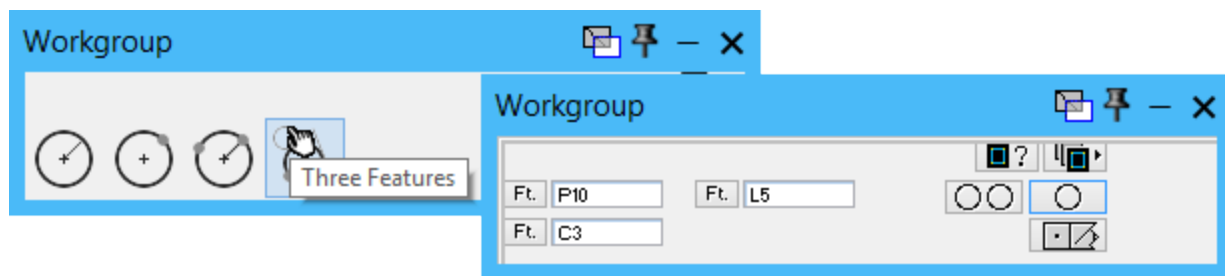 Workgroup
Three Features
Workgroup
?
Ft. P10 Ft. L5
Ft. C3